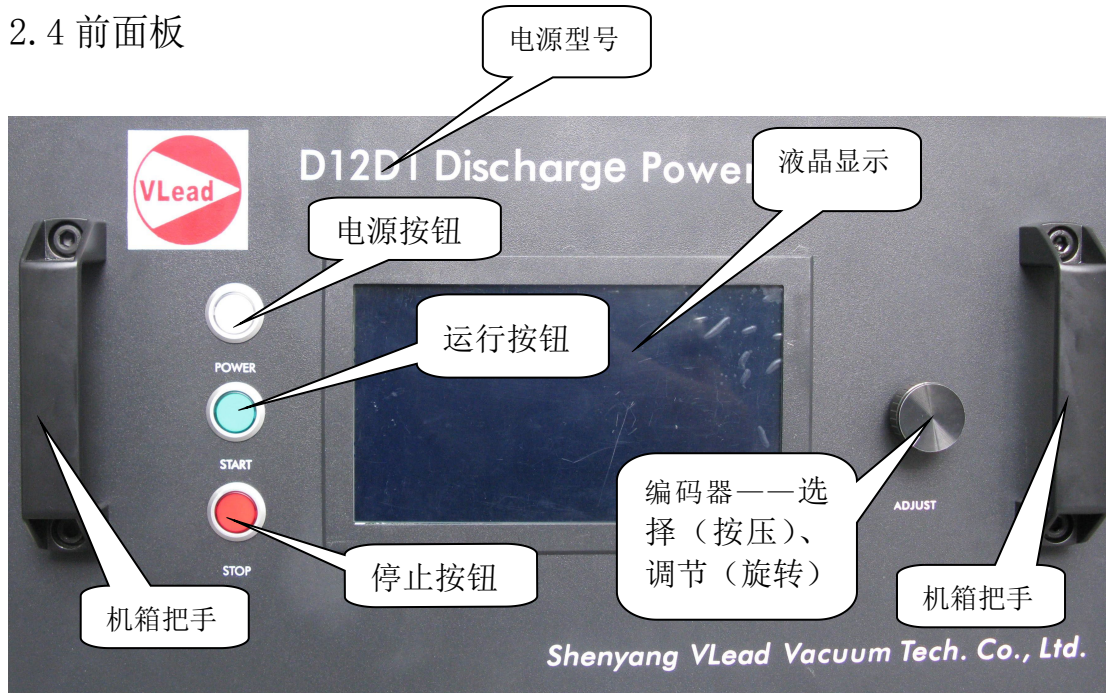 2.4 前面板
电源型号
D12D1 Discharge Power
液晶显示
VLead
电源按钮
运行按钮
POWER
START
编码器——选
择（按压）、
调节（旋转）
ADJUST
STOP
停止按钮
机箱把手
机箱把手
Shenyang VLead Vacuum Tech. Co., Ltd.